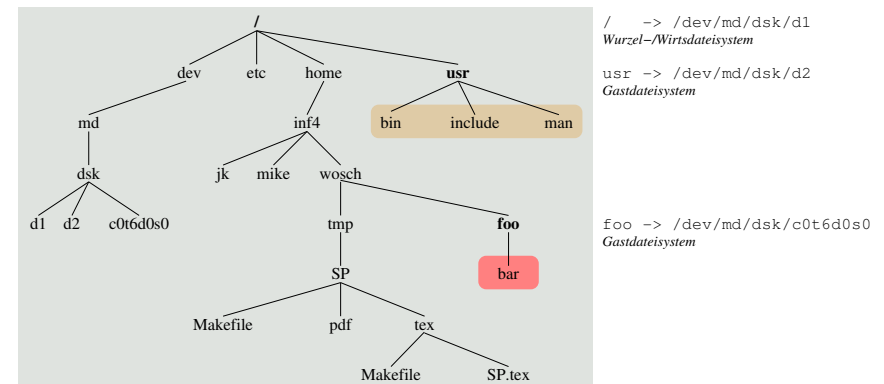 / / -> /dev/md/dsk/d1
Wurzel-/Wirtsdateisystem
dev etc home usr usr -> /dev/md/dsk/d2
Gastdateisystem
md inf4 bin include man
dsk jk mike wosch
d1 d2 c0t6d0s0 tmp foo foo -> /dev/md/dsk/c0t6d0s0
Gastdateisystem
SP bar
Makefile pdf tex
Makefile SP.tex